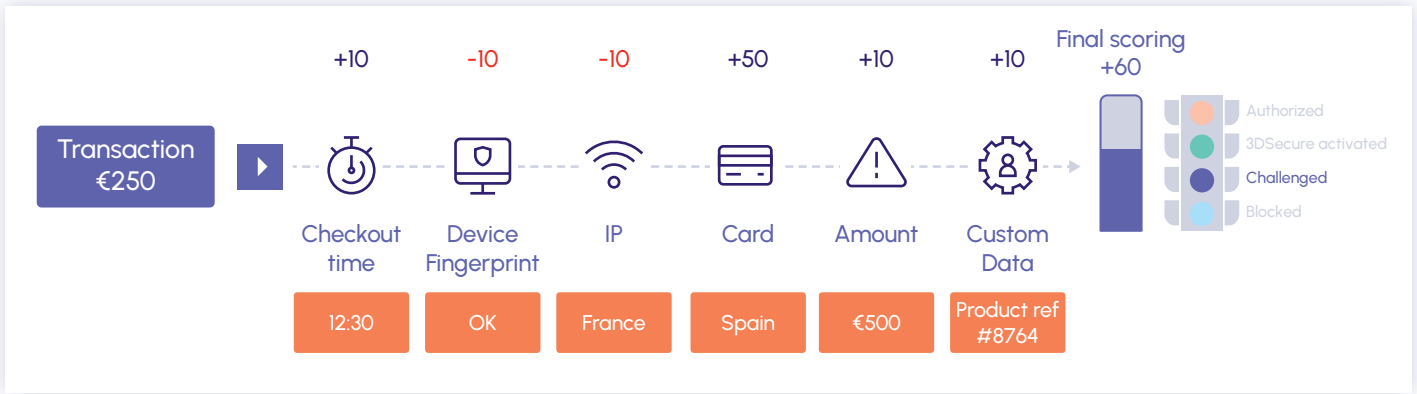 Final scoring
+60
+10
-10
-10
+50
+10
+10
Transaction
€250
Checkout
time
Device
Fingerprint
IP
Card
Amount
Custom
Data
12:30
OK
France
Spain
€500
Product ref
#8764
Authorized
3DSecure activated
Challenged
Blocked